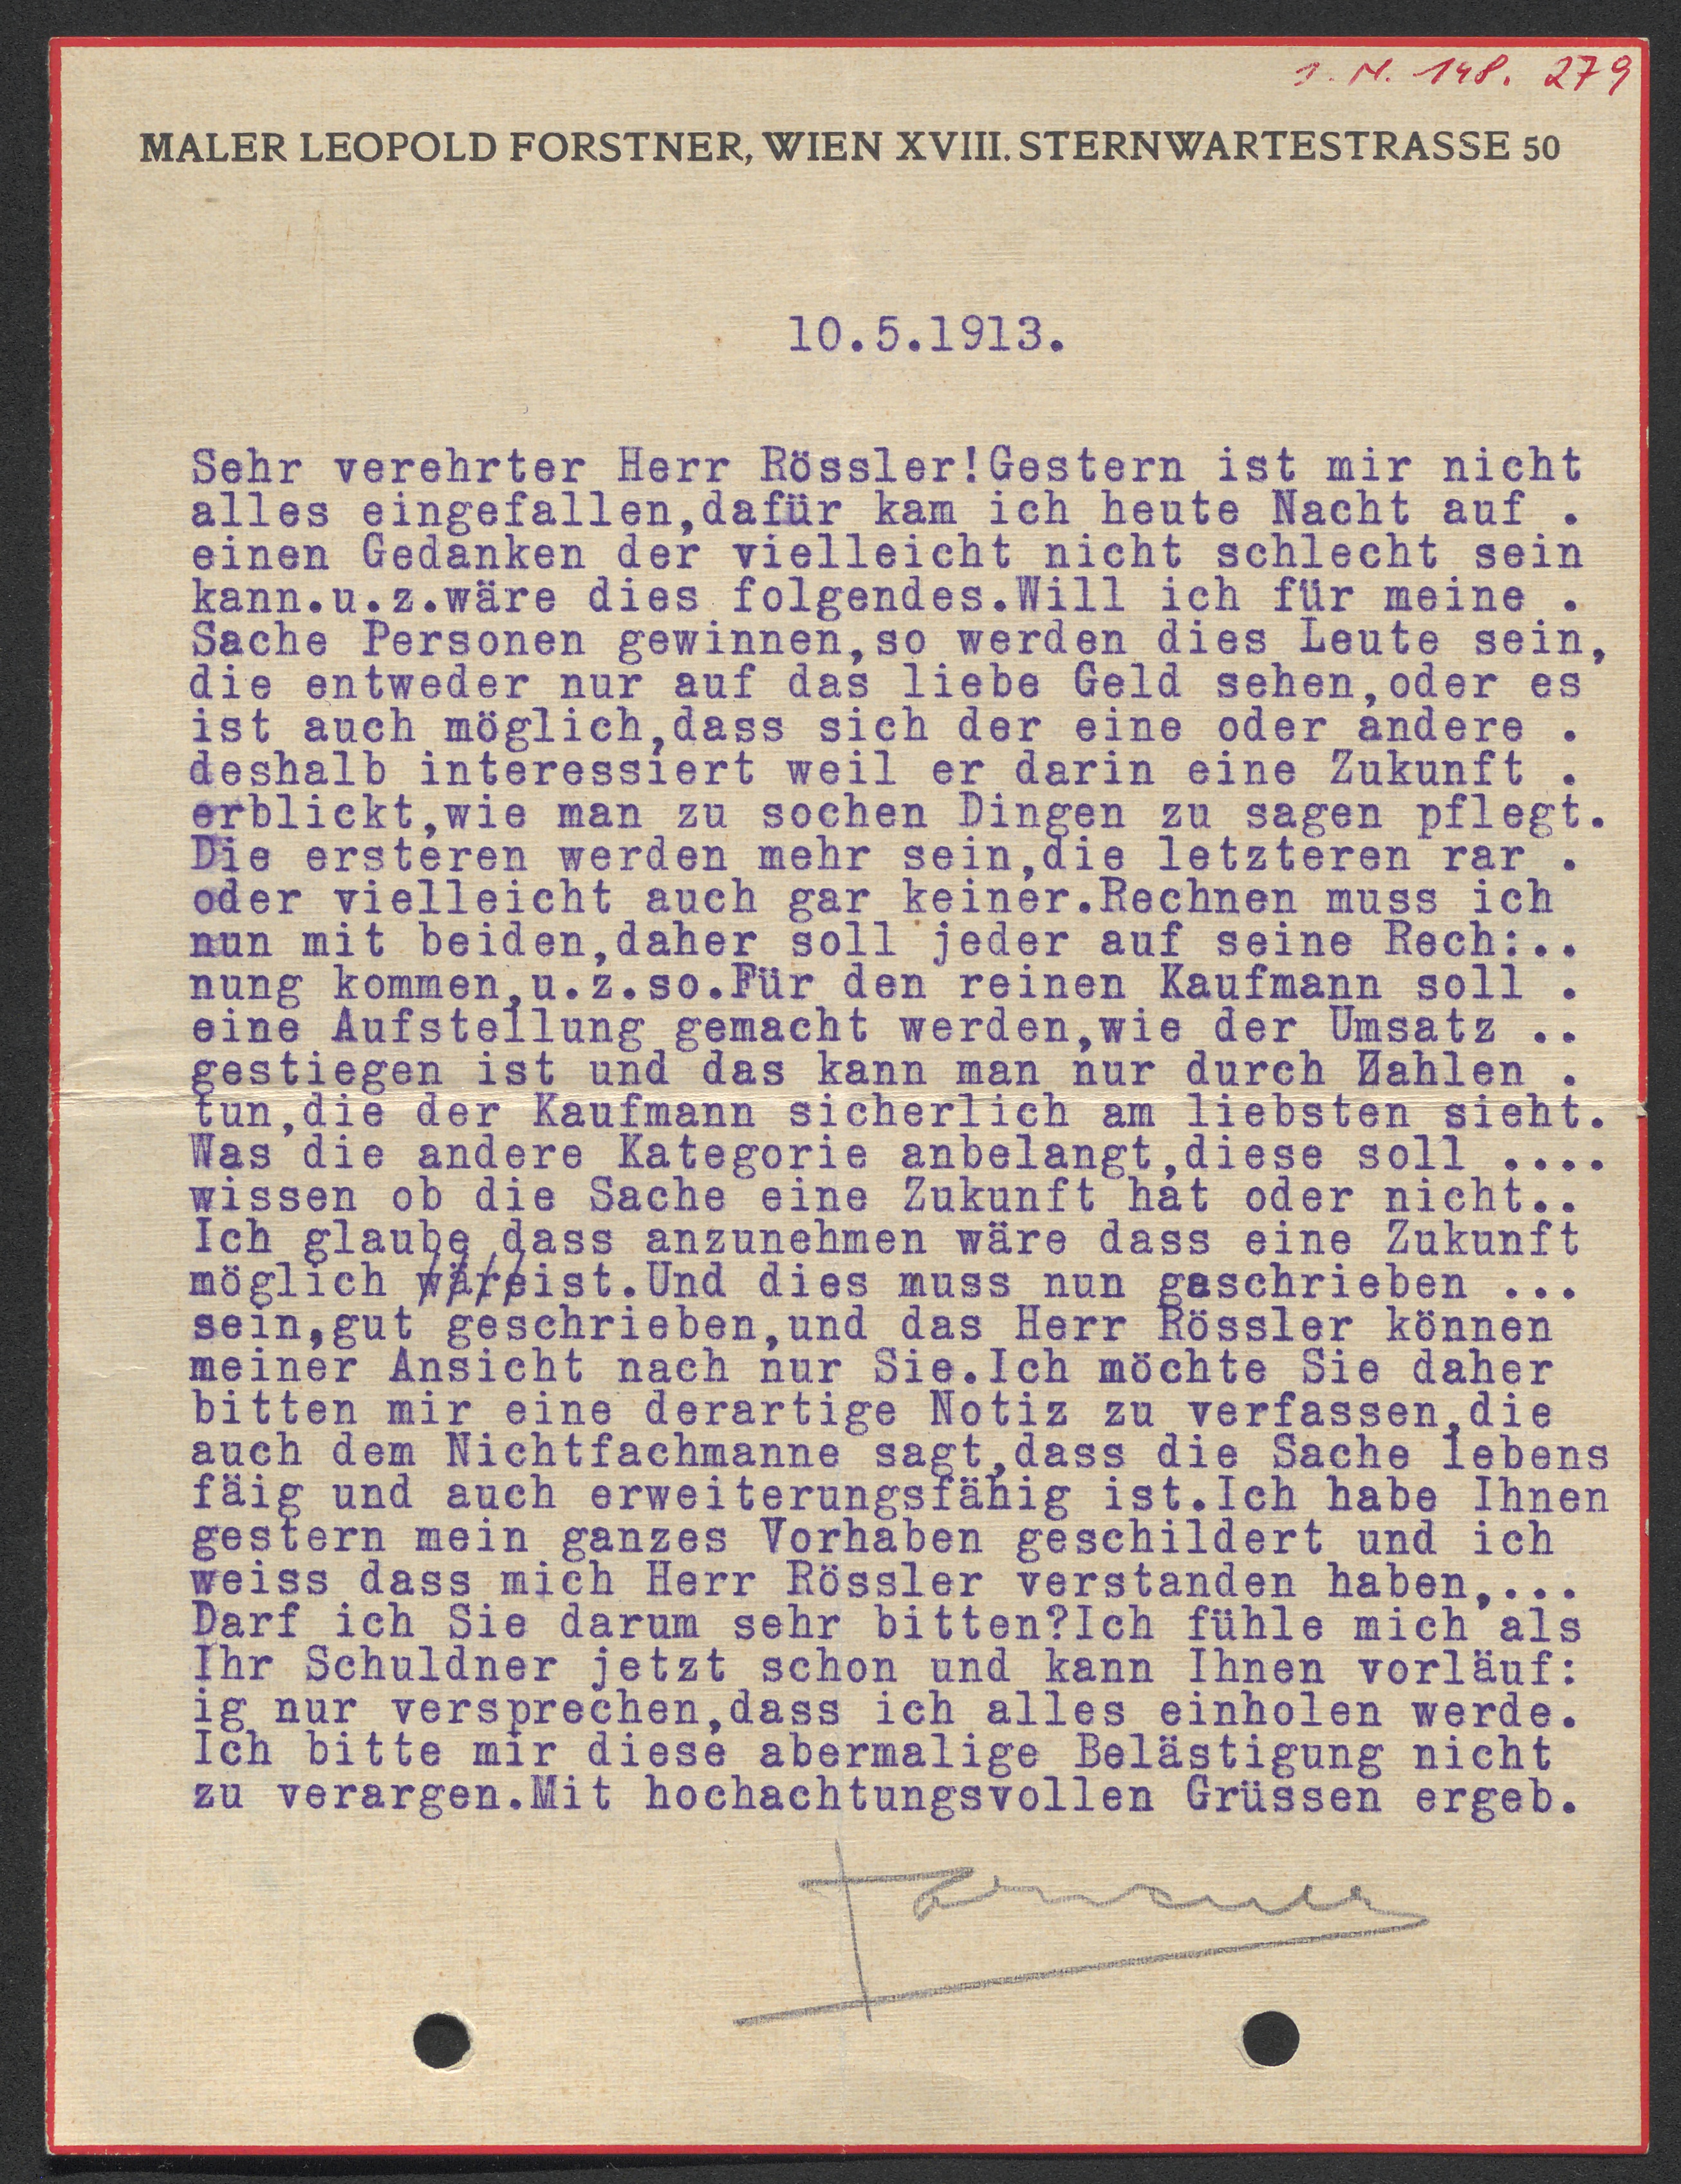 I. N. 148. 279
MALER LEOPOLD FORSTNER, WIEN XVIII. STERNWARTESTRASSE 50
10.5.1913.
Sehr verehrter Herr Rössler!Gestern ist mir nicht
alles eingefallen,dafür kam ich heute Nacht auf .
einen Gedanken der vielleicht nicht schlecht sein
kann.u.z.wäre dies folgendes.Will ich für meine .
Sache Personen gewinnen,so werden dies Leute sein,
die entweder nur auf das liebe Geld sehen,oder es
ist auch möglich,dass sich der eine oder andere .
deshalb interessiert weil er darin eine Zukunft .
erblickt,wie man zu sochen Dingen zu sagen pflegt.
Die ersteren werden mehr sein,die letzteren rar .
oder vielleicht auch gar keiner.Rechnen muss ich
nun mit beiden,daher soll jeder auf seine Rech:..
nung kommen,u.z.so.Für den reinen Kaufmann soll .
eine Aufstellung gemacht werden,wie der Umsatz ..
gestiegen ist und das kann man nur durch Zahlen .
tun,die der Kaufmann sicherlich am liebsten sieht.
Was die andere Kategorie anbelangt,diese soll ....
wissen ob die Sache eine Zukunft hat oder nicht..
Ich glaube,dass anzunehmen wäre dass eine Zukunft
möglich wäreist.Und dies muss nun geschrieben ...
sein,gut geschrieben,und das Herr Rössler können
meiner Ansicht nach nur Sie.Ich möchte Sie daher
bitten mir eine derartige Notiz zu verfassen,die
auch dem Nichtfachmanne sagt,dass die Sache lebens
fäig und auch erweiterungsfähig ist.Ich habe Ihnen
gestern mein ganzes Vorhaben geschildert und ich
weiss dass mich Herr Rössler verstanden haben,...
Darf ich Sie darum sehr bitten?Ich fühle mich als
Ihr Schuldner jetzt schon und kann Ihnen vorläuf:
ig nur versprechen,dass ich alles einholen werde.
Ich bitte mir diese abermalige Belästigung nicht
zu verargen.Mit hochachtungsvollen Grüssen ergeb.
Forstner